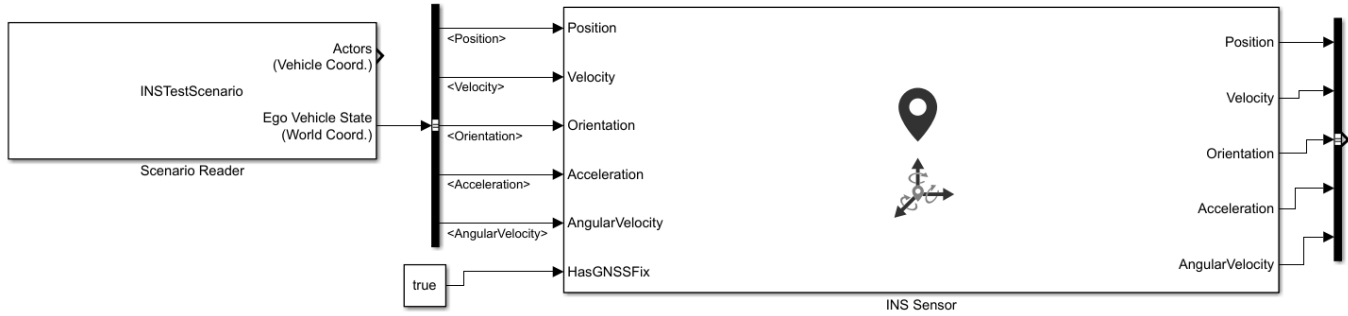 Actors
(Vehicle Coord.)
INSTestScenario
Ego Vehicle State
(World Coord.)
Scenario Reader
<Position>
<Velocity>
<Orientation>
<Acceleration>
<AngularVelocity>
true
Position
Velocity
Orientation
Acceleration
AngularVelocity
HasGNSSFix
Position
Velocity
Orientation
Acceleration
AngularVelocity
INS Sensor